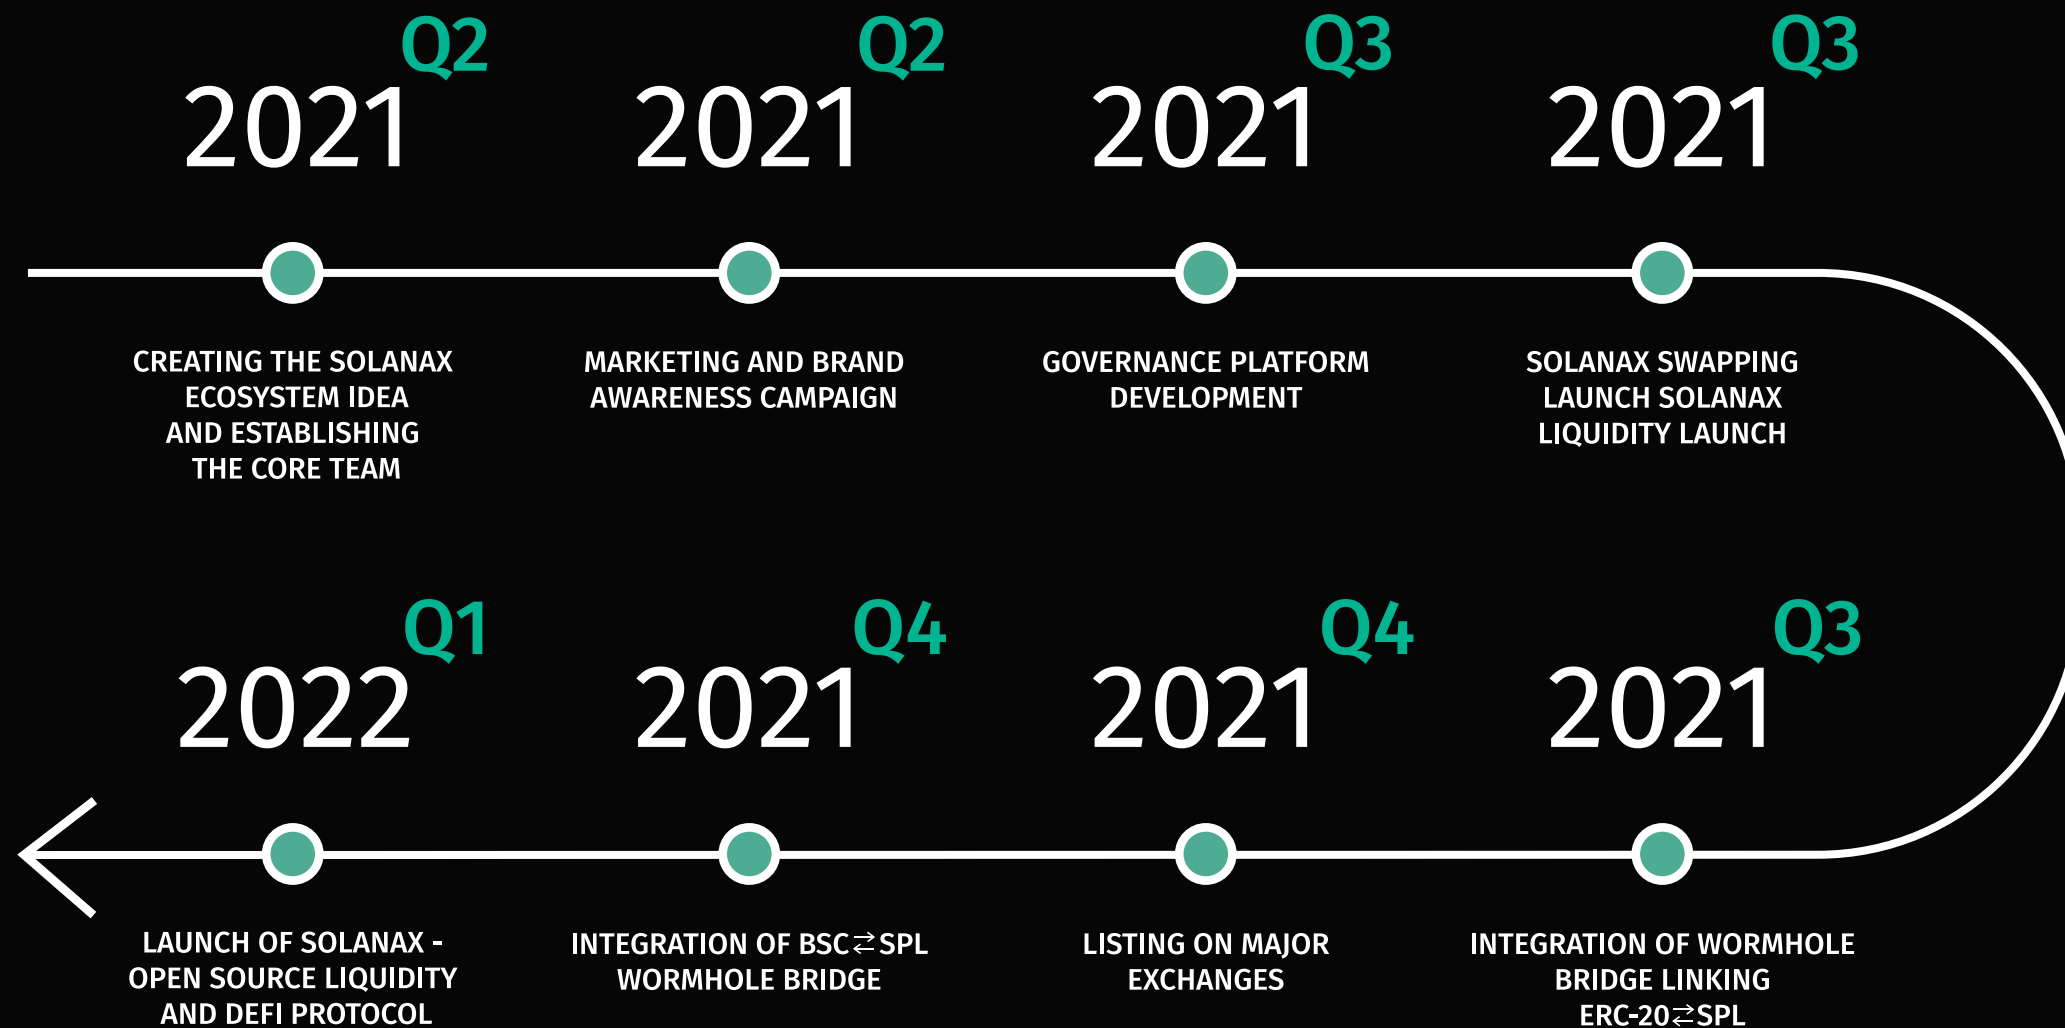 Q2
2021
CREATING THE SOLANAX
ECOSYSTEM IDEA
AND ESTABLISHING
THE CORE TEAM
Q2
2021
MARKETING AND BRAND
AWARENESS CAMPAIGN
Q3
2021
GOVERNANCE PLATFORM
DEVELOPMENT
Q3
2021
SOLANAX SWAPPING
LAUNCH SOLANAX
LIQUIDITY LAUNCH
Q1
2022
LAUNCH OF SOLANAX -
OPEN SOURCE LIQUIDITY
AND DEFI PROTOCOL
Q4
2021
INTEGRATION OF BSC⇄SPL
WORMHOLE BRIDGE
Q4
2021
LISTING ON MAJOR
EXCHANGES
Q3
2021
INTEGRATION OF WORMHOLE
BRIDGE LINKING
ERC-20⇄SPL